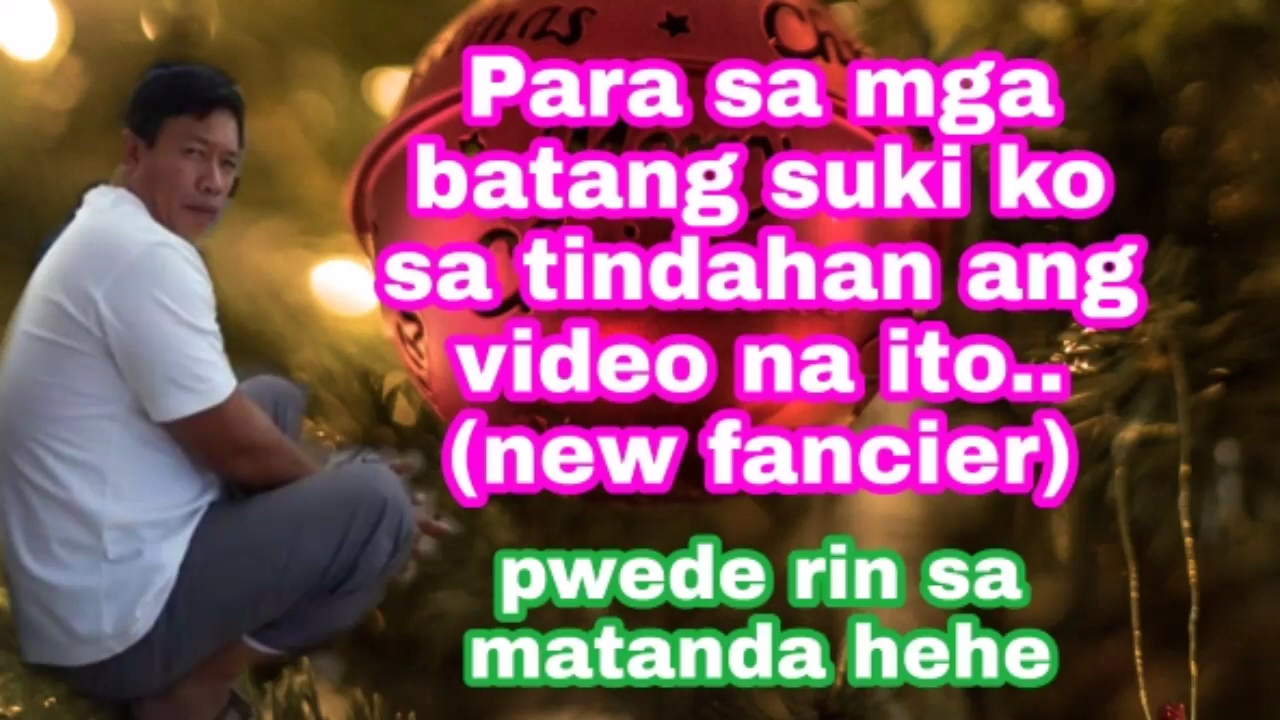 Para sa mga
batang suki ko
sa tindahan ang
video na ito..
(new fancier)
pwede rin sa
matanda hehe